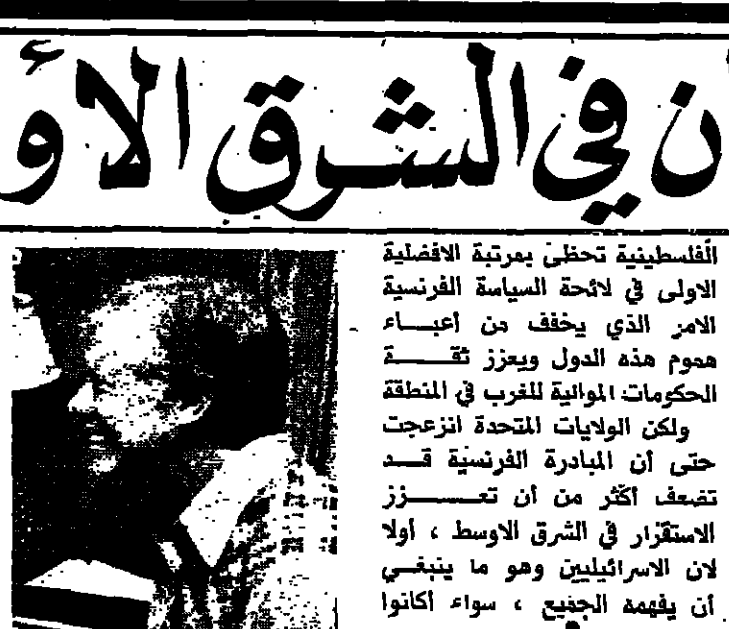 ن في الشرق الاو
الفلسطينية تحظى بمرتبة الافضلية
الاولى في لائحة السياسة الفرنسية
الامر الذي يخفف من أعباء
هموم هذه الدول ويعزز ثقة
الحكومات الموالية للغرب في المنطقة
ولكن الولايات المتحدة انزعجت
حتى أن المبادرة الفرنسية قد
تضعف أكثر من أن تعزز
الاستقرار في الشرق الاوسط ، أولا
لان الاسرائيليين وهو ما ينبغي
أن يفهمه الجميع ، سواء أكانوا